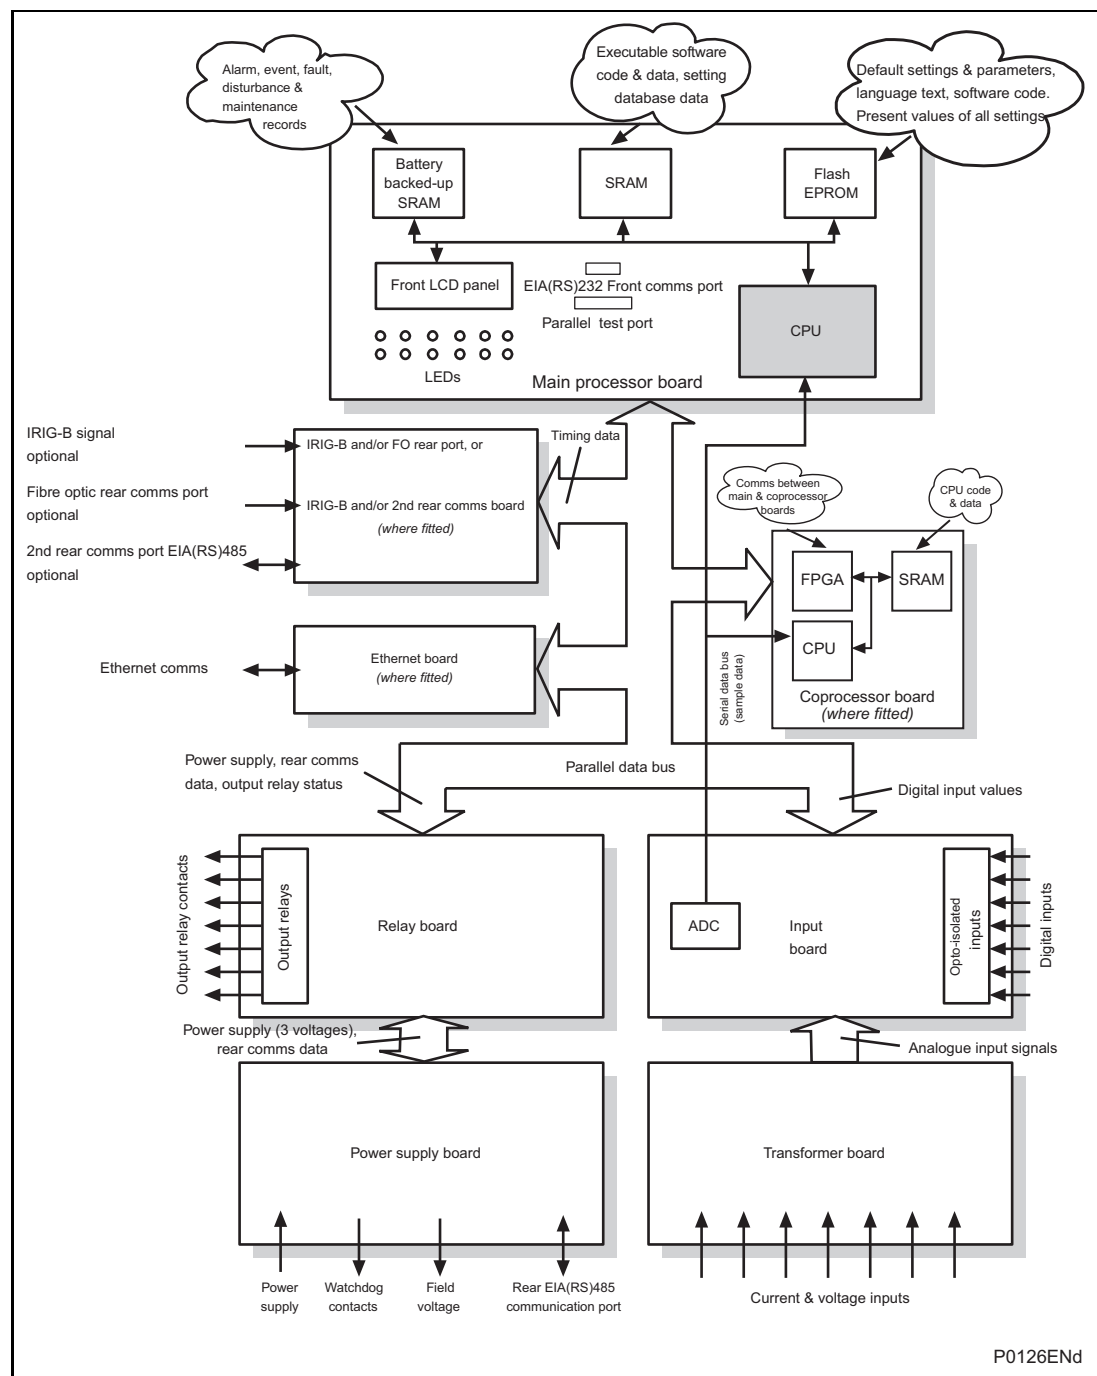 Alarm, event, fault,
disturbance &
maintenance
records
Executable software
code & data, setting
database data
Default settings & parameters,
language text, software code.
Present values of all settings
Battery
backed-up
SRAM
SRAM
Flash
EPROM
Front LCD panel
EIA(RS)232 Front comms port
Parallel test port
CPU
LEDs
Main processor board
IRIG-B signal
optional
Fibre optic rear comms port
optional
2nd rear comms port EIA(RS)485
optional
IRIG-B and/or FO rear port, or
IRIG-B and/or 2nd rear comms board
(where fitted)
Timing data
Comms between
main & coprocessor
boards
CPU code
& data
FPGA
SRAM
CPU
Coprocessor board
(where fitted)
Serial data bus
(sample data)
Ethernet comms
Ethernet board
(where fitted)
Power supply, rear comms
data, output relay status
Parallel data bus
Digital input values
Output relay contacts
Output relays
Relay board
ADC
Input
board
Opto-isolated
inputs
Digital inputs
Power supply (3 voltages),
rear comms data
Analogue input signals
Power supply board
Transformer board
Power
supply
Watchdog
contacts
Field
voltage
Rear EIA(RS)485
communication port
Current & voltage inputs
P0126ENd